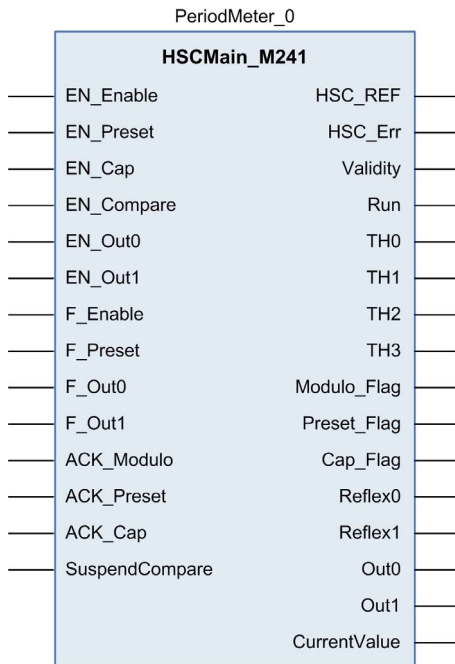 PeriodMeter_0
HSCMain_M241
EN_Enable HSC_REF
EN_Preset HSC_Err
EN_Cap Validity
EN_Compare Run
EN_Out0 TH0
EN_Out1 TH1
F_Enable TH2
F_Preset TH3
F_Out0 Modulo_Flag
F_Out1 Preset_Flag
ACK_Modulo Cap_Flag
ACK_Preset Reflex0
ACK_Cap Reflex1
SuspendCompare Out0
Out1
CurrentValue